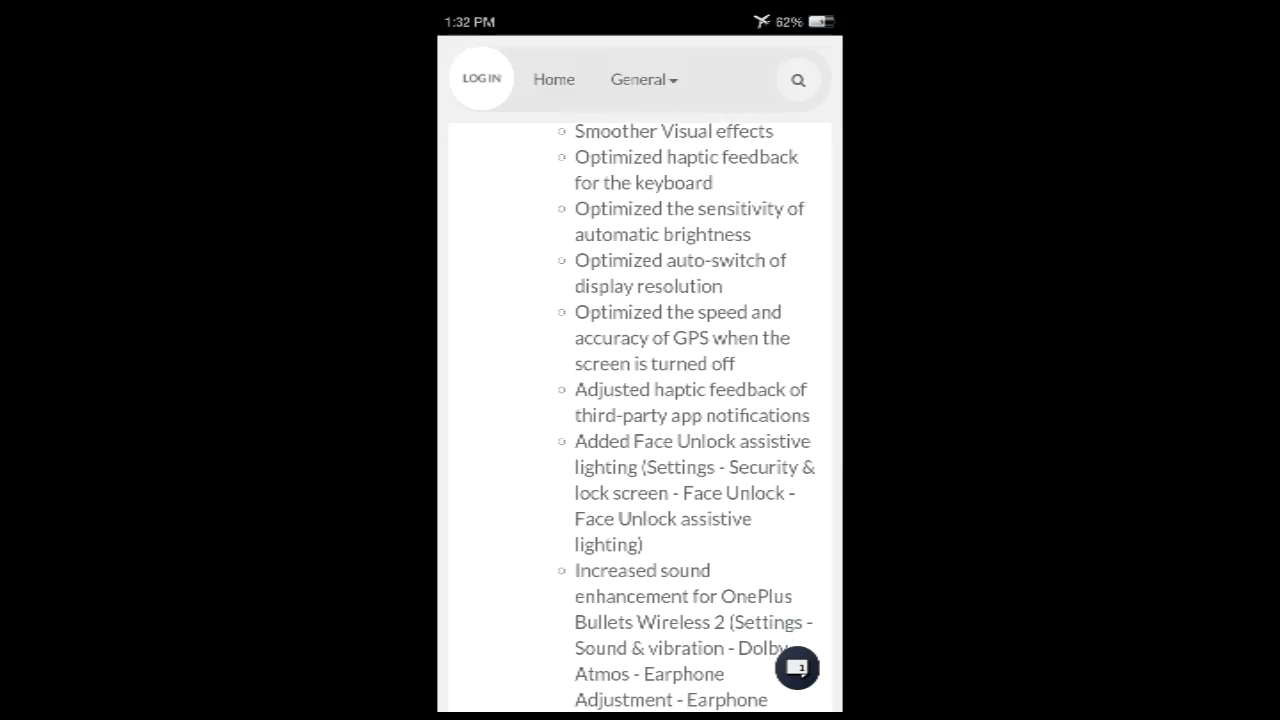 1:32 PM 62%
LOGIN Home General
Smoother Visual effects
Optimized haptic feedback
for the keyboard
Optimized the sensitivity of
automatic brightness
Optimized auto-switch of
display resolution
Optimized the speed and
accuracy of GPS when the
screen is turned off
Adjusted haptic feedback of
third-party app notifications
Added Face Unlock assistive
lighting (Settings - Security &
lock screen - Face Unlock -
Face Unlock assistive
lighting)
Increased sound
enhancement for OnePlus
Bullets Wireless 2 (Settings -
Sound & vibration - Dolby
Atmos - Earphone
1
Adjustment - Earphone